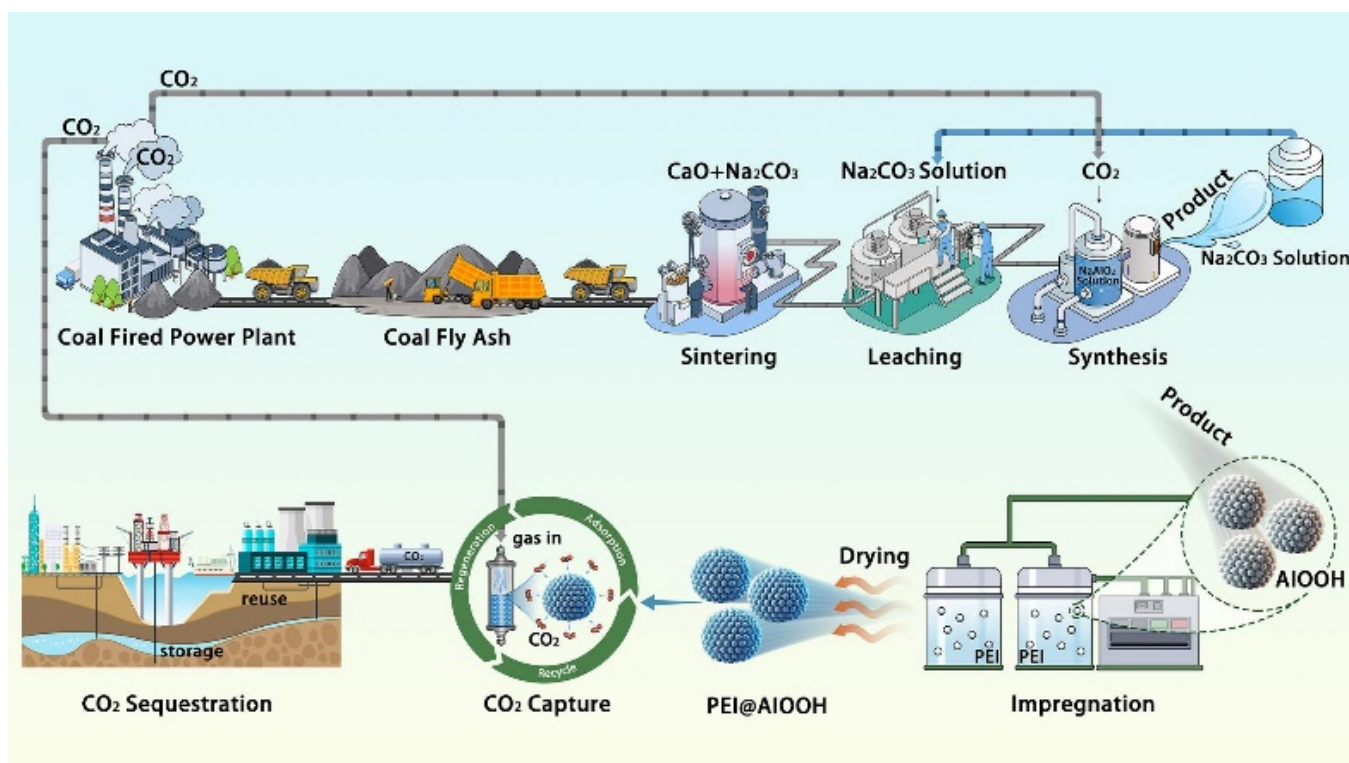 CO₂
CO₂
CO₂
CaO+Na₂CO₃
Na₂CO₃ Solution
CO₂
Product
Na₂CO₃ Solution
NaAlO₂
Solution
Coal Fired Power Plant
Coal Fly Ash
Sintering
Leaching
Synthesis
Product
AlOOH
gas in
Regeneration
Adsorption
Recycle
CO₂
CO₂
reuse
storage
Drying
PEI
PEI
CO₂ Sequestration
CO₂ Capture
PEI@AlOOH
Impregnation